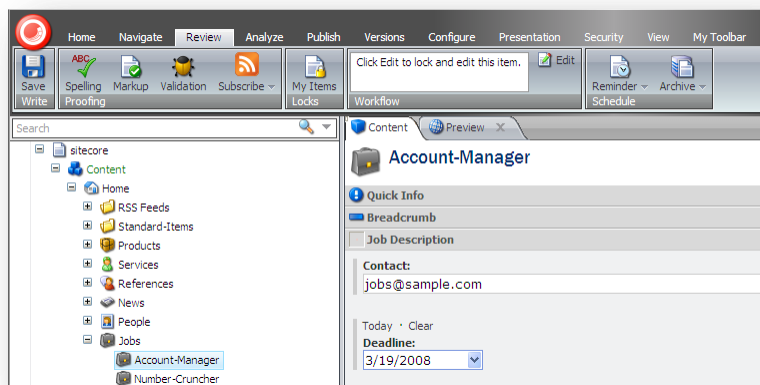 Home Navigate Review Analyze Publish Versions Configure Presentation Security View My Toolbar
Click Edit to lock and edit this item. Edit
ABC
Save Spelling Markup Validation Subscribe My Items Reminder Archive
Write Proofing Locks Workflow Schedule
Search
Content Preview
sitecore
Content
Home
RSS Feeds
Standard-Items
Products
Services
References
News
People
Jobs
Account-Manager
Number-Cruncher
Account-Manager
Quick Info
Breadcrumb
Job Description
Contact:
jobs@sample.com
Today · Clear
Deadline:
3/19/2008